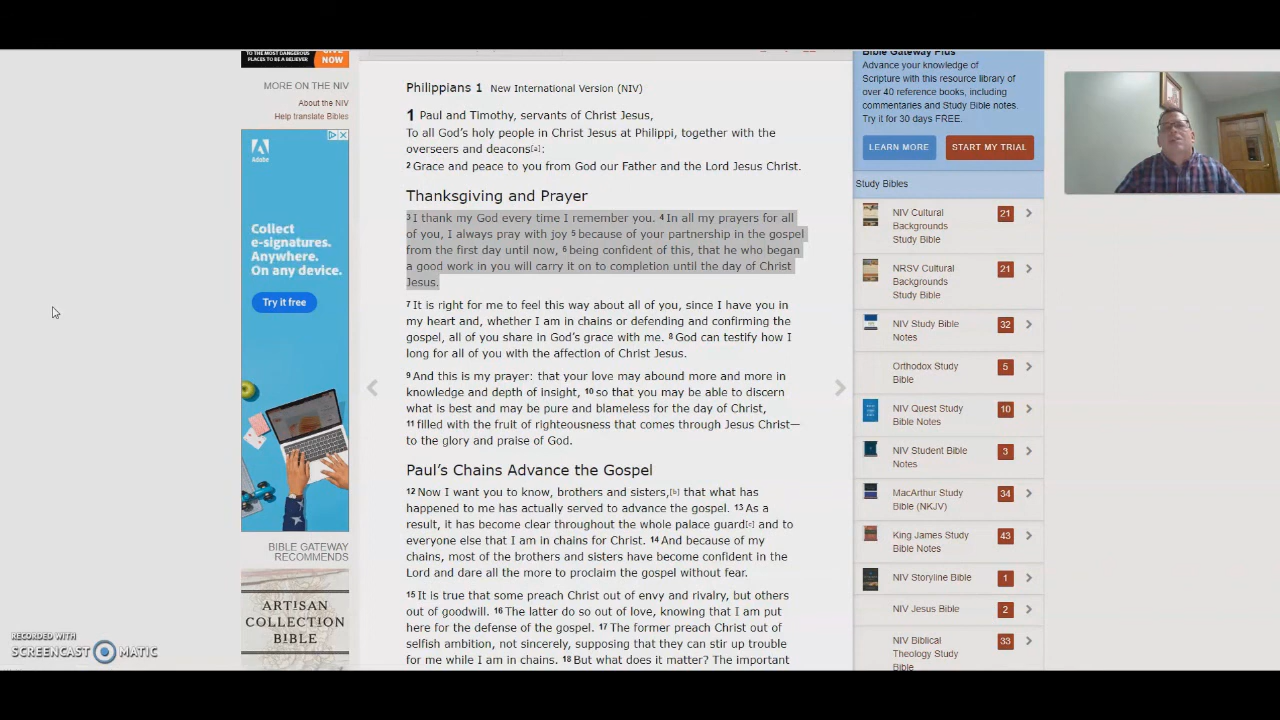 TO THE MOST DANGEROUS
PLACES TO BE A BELIEVER
GIVE
NOW
MORE ON THE NIV
About the NIV
Help translate Bibles
Adobe
Collect
e-signatures.
Anywhere.
On any device.
Try it free
BIBLE GATEWAY
RECOMMENDS
ARTISAN
COLLECTION
BIBLE
RECORDED WITH
SCREENCAST MATIC
Philippians 1 New International Version (NIV)
1 Paul and Timothy, servants of Christ Jesus,
To all God's holy people in Christ Jesus at Philippi, together with the
overseers and deacons[a]:
2 Grace and peace to you from God our Father and the Lord Jesus Christ.
Thanksgiving and Prayer
3 I thank my God every time I remember you. 4 In all my prayers for all
of you, I always pray with joy 5 because of your partnership in the gospel
from the first day until now, 6 being confident of this, that he who began
a good work in you will carry it on to completion until the day of Christ
Jesus.
7 It is right for me to feel this way about all of you, since I have you in
my heart and, whether I am in chains or defending and confirming the
gospel, all of you share in God's grace with me. 8 God can testify how I
long for all of you with the affection of Christ Jesus.
9 And this is my prayer: that your love may abound more and more in
knowledge and depth of insight, 10 so that you may be able to discern
what is best and may be pure and blameless for the day of Christ,
11 filled with the fruit of righteousness that comes through Jesus Christ—
to the glory and praise of God.
Paul's Chains Advance the Gospel
12 Now I want you to know, brothers and sisters,[b] that what has
happened to me has actually served to advance the gospel. 13 As a
result, it has become clear throughout the whole palace guard[c] and to
everyone else that I am in chains for Christ. 14 And because of my
chains, most of the brothers and sisters have become confident in the
Lord and dare all the more to proclaim the gospel without fear.
15 It is true that some preach Christ out of envy and rivalry, but others
out of goodwill. 16 The latter do so out of love, knowing that I am put
here for the defense of the gospel. 17 The former preach Christ out of
selfish ambition, not sincerely, supposing that they can stir up trouble
for me while I am in chains. 18 But what does it matter? The important
Bible Gateway Plus
Advance your knowledge of
Scripture with this resource library of
over 40 reference books, including
commentaries and Study Bible notes.
Try it for 30 days FREE.
LEARN MORE
START MY TRIAL
Study Bibles
NIV Cultural 21
Backgrounds
Study Bible
NRSV Cultural 21
Backgrounds
Study Bible
NIV Study Bible 32
Notes
Orthodox Study 5
Bible
NIV Quest Study 10
Bible Notes
NIV Student Bible 3
Notes
MacArthur Study 34
Bible (NKJV)
King James Study 43
Bible Notes
NIV Storyline Bible 1
NIV Jesus Bible 2
NIV Biblical 33
Theology Study
Bible